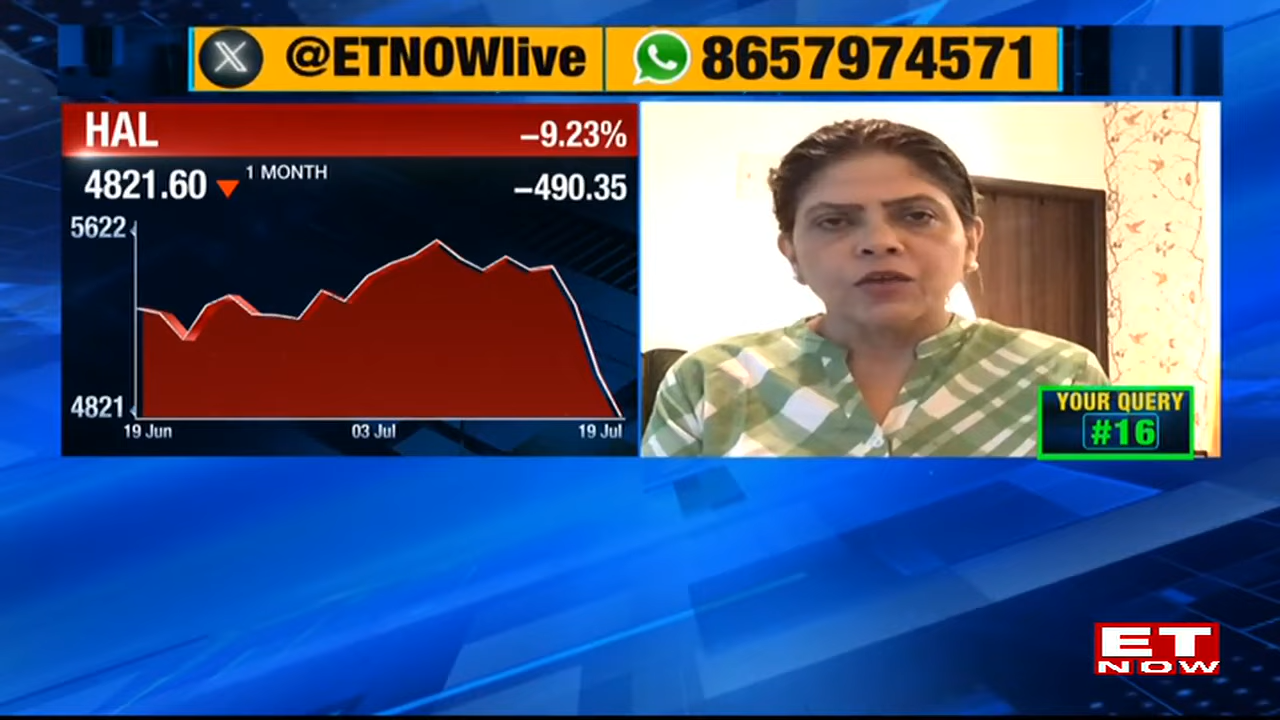 X @ETNOWlive 8657974571
HAL −9.23%
4821.60 1 MONTH −490.35
5622
4821
19 Jun 03 Jul 19 Jul
YOUR QUERY
#16
ET
NOW